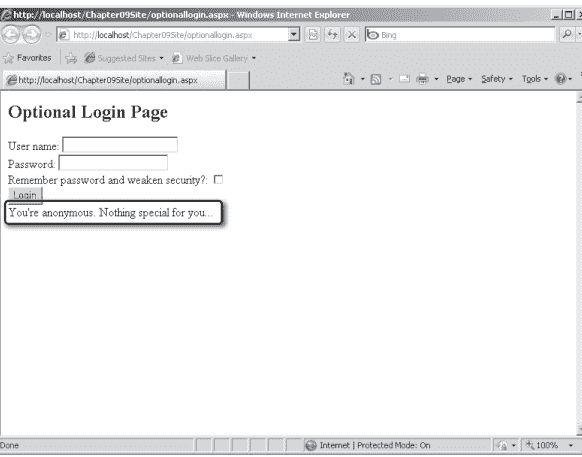 http://localhost/Chapter09Site/optionallogin.aspx - Windows Internet Explorer
http://localhost/Chapter09Site/optionallogin.aspx
Bing
Favorites
Suggested Sites
Web Slice Gallery
http://localhost/Chapter09Site/optionallogin.aspx
Page
Safety
Tools
Optional Login Page
User name:
Password:
Remember password and weaken security?:
Login
You're anonymous. Nothing special for you...
Done
Internet | Protected Mode: On
100%